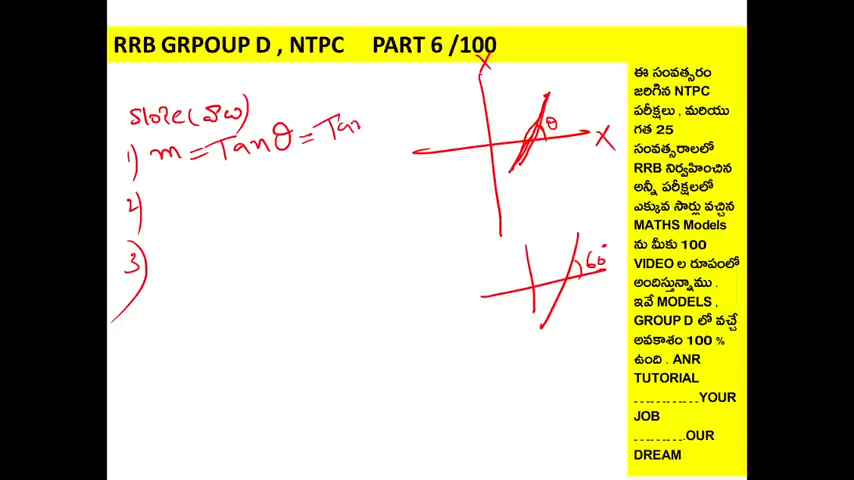 RRB GRPOUP D , NTPC PART 6 /100
slope(వాలు)
1) m = Tanθ = Tan
2)
3)
X
θ
X
60°
ఈ సంవత్సరం
జరిగిన NTPC
పరీక్షలు , మరియు
గత 25
సంవత్సరాలలో
RRB నిర్వహించిన
అన్నీ పరీక్షలలో
ఎక్కువ సార్లు వచ్చిన
MATHS Models
ను మీకు 100
VIDEO ల రూపంలో
అందిస్తున్నాము .
ఇవే MODELS ,
GROUP D లో వచ్చే
అవకాశం 100 %
ఉంది . ANR
TUTORIAL
.............YOUR
JOB
.........OUR
DREAM